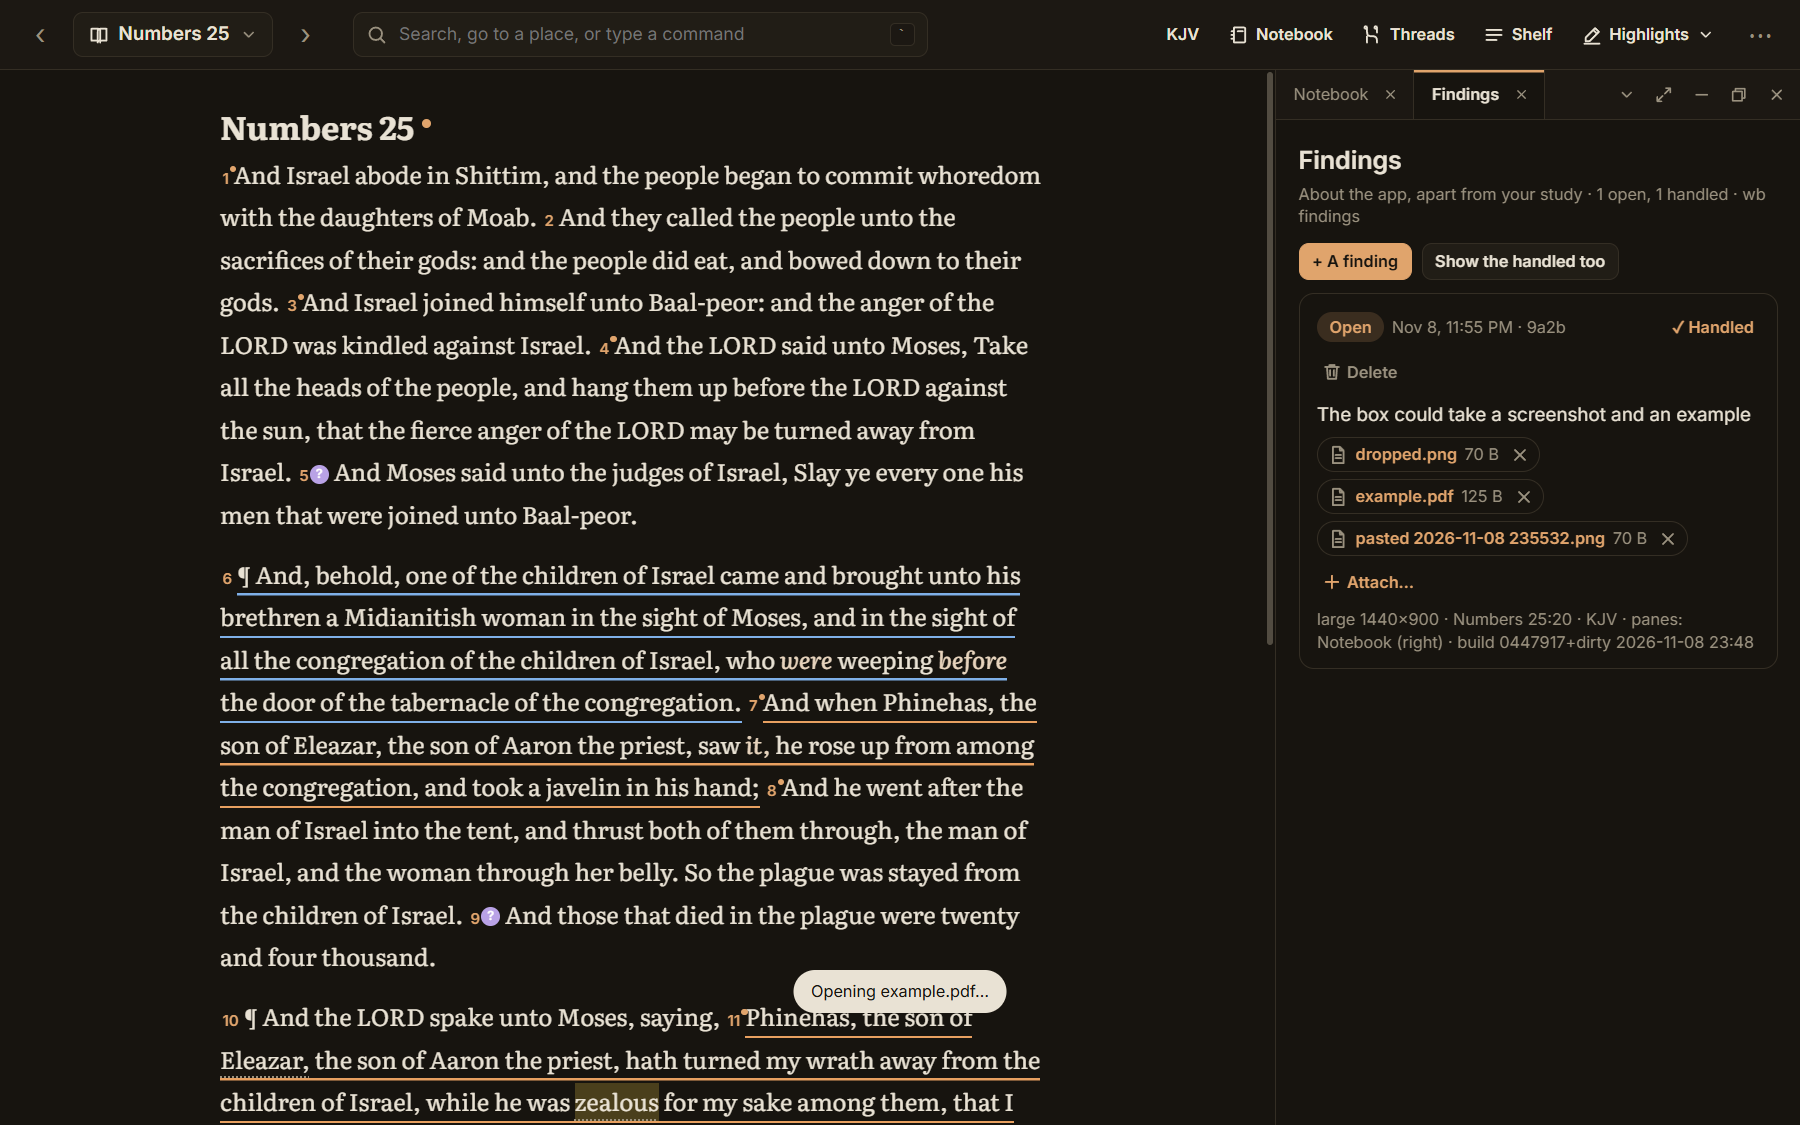 Numbers 25
Search, go to a place, or type a command
`
KJV
Notebook
Threads
Shelf
Highlights
Numbers 25
1 And Israel abode in Shittim, and the people began to commit whoredom
with the daughters of Moab. 2 And they called the people unto the
sacrifices of their gods: and the people did eat, and bowed down to their
gods. 3 And Israel joined himself unto Baal-peor: and the anger of the
LORD was kindled against Israel. 4 And the LORD said unto Moses, Take
all the heads of the people, and hang them up before the LORD against
the sun, that the fierce anger of the LORD may be turned away from
Israel. 5 ? And Moses said unto the judges of Israel, Slay ye every one his
men that were joined unto Baal-peor.
6 ¶ And, behold, one of the children of Israel came and brought unto his
brethren a Midianitish woman in the sight of Moses, and in the sight of
all the congregation of the children of Israel, who were weeping before
the door of the tabernacle of the congregation. 7 And when Phinehas, the
son of Eleazar, the son of Aaron the priest, saw it, he rose up from among
the congregation, and took a javelin in his hand; 8 And he went after the
man of Israel into the tent, and thrust both of them through, the man of
Israel, and the woman through her belly. So the plague was stayed from
the children of Israel. 9 ? And those that died in the plague were twenty
and four thousand.
Opening example.pdf...
10 ¶ And the LORD spake unto Moses, saying, 11 Phinehas, the son of
Eleazar, the son of Aaron the priest, hath turned my wrath away from the
children of Israel, while he was zealous for my sake among them, that I
Notebook
Findings
Findings
About the app, apart from your study · 1 open, 1 handled · wb
findings
+ A finding
Show the handled too
Open Nov 8, 11:55 PM · 9a2b
✓ Handled
Delete
The box could take a screenshot and an example
dropped.png 70 B
example.pdf 125 B
pasted 2026-11-08 235532.png 70 B
+ Attach...
large 1440×900 · Numbers 25:20 · KJV · panes:
Notebook (right) · build 0447917+dirty 2026-11-08 23:48